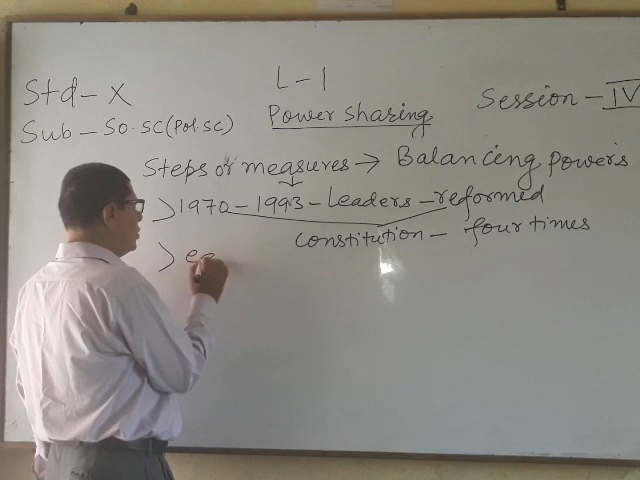 Std - X
L - 1
Session - IV
Sub - So. Sc (Pol. Sc)
Power sharing
Steps or measures → Balancing powers
> 1970 - 1993 - Leaders - reformed
constitution - four times
> eq